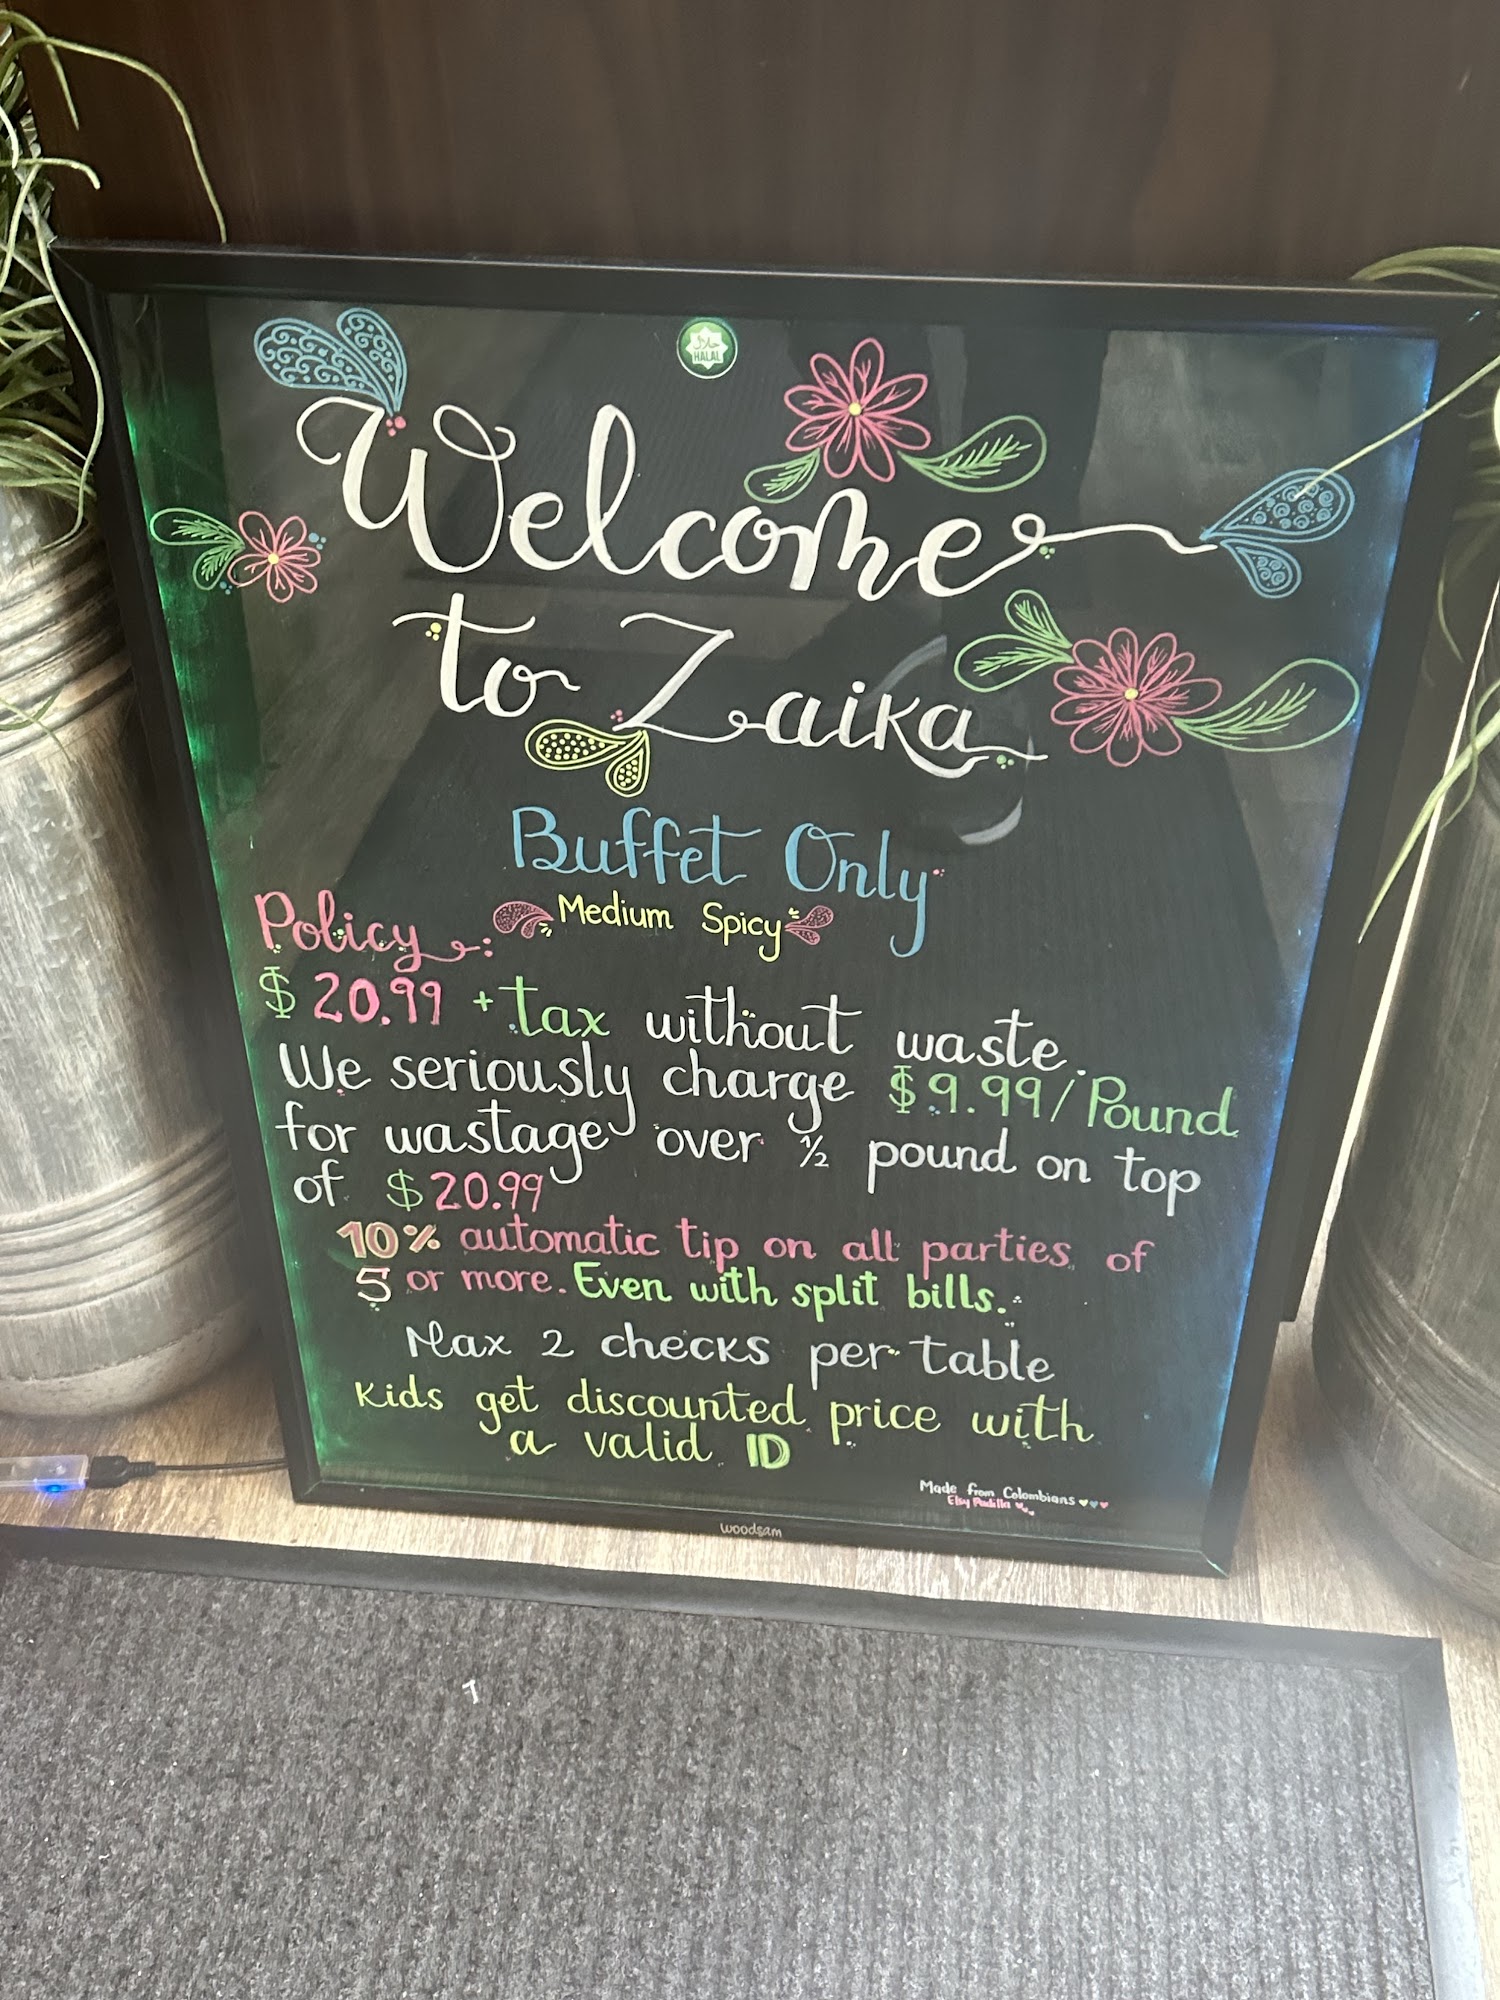 حلال
HALAL
Welcome
to Zaika
Buffet Only
Medium Spicy
Policy:
$ 20.99 + tax without waste.
We seriously charge $9.99/Pound
for wastage over ½ pound on top
of $20.99
10% automatic tip on all parties of
5 or more. Even with split bills.
Max 2 checks per table
Kids get discounted price with
a valid ID
Made from Colombians
Elsy Padilla
woodsam